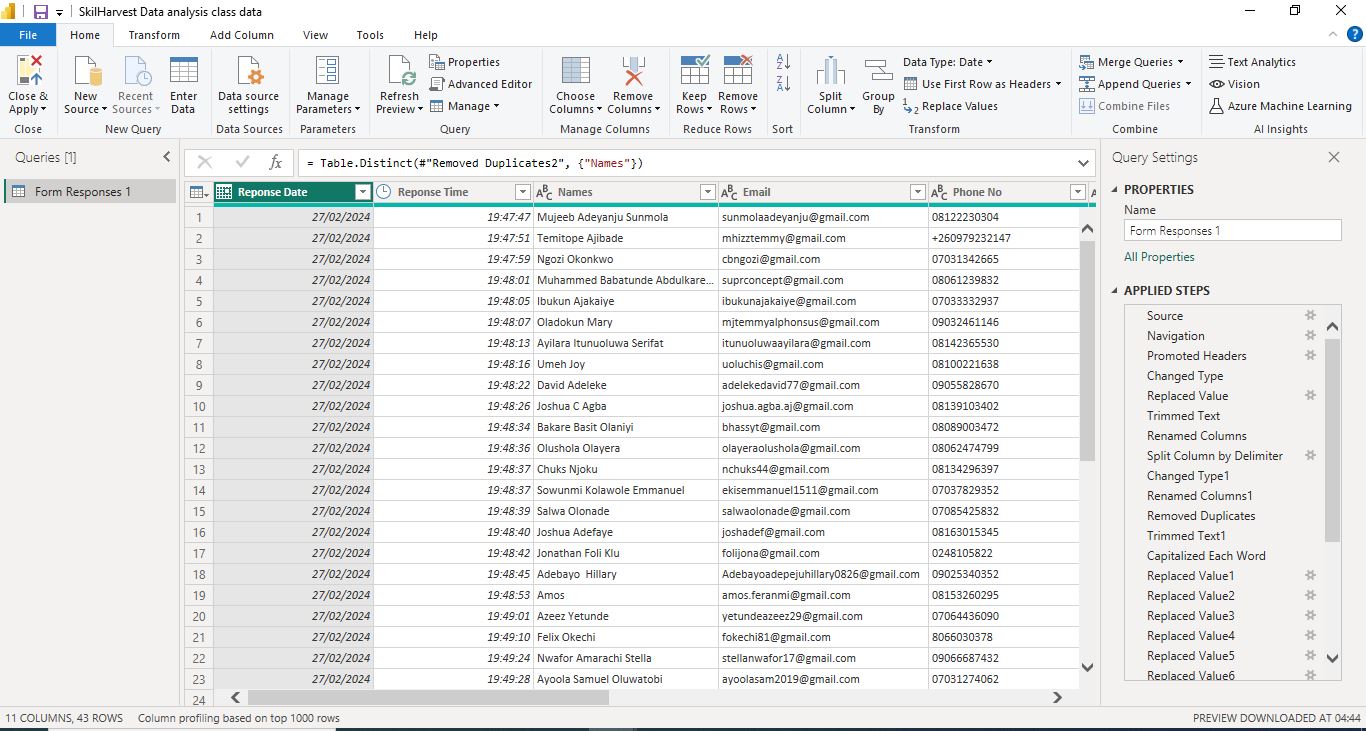 SkilHarvest Data analysis class data
File Home Transform Add Column View Tools Help
Close & Apply
New Source
Recent Sources
Enter Data
Data source settings
Manage Parameters
Refresh Preview
Properties
Advanced Editor
Manage
Choose Columns
Remove Columns
Keep Rows
Remove Rows
Split Column
Group By
Data Type: Date
Use First Row as Headers
Replace Values
Merge Queries
Append Queries
Combine Files
Text Analytics
Vision
Azure Machine Learning
Close New Query Data Sources Parameters Query Manage Columns Reduce Rows Sort Transform Combine AI Insights
Queries [1]
Form Responses 1
fx = Table.Distinct(#"Removed Duplicates2", {"Names"})
Reponse Date Reponse Time Names Email Phone No
1 27/02/2024 19:47:47 Mujeeb Adeyanju Sunmola sunmolaadeyanju@gmail.com 08122230304
2 27/02/2024 19:47:51 Temitope Ajibade mhizztemmy@gmail.com +260979232147
3 27/02/2024 19:47:59 Ngozi Okonkwo cbngozi@gmail.com 07031342665
4 27/02/2024 19:48:01 Muhammed Babatunde Abdulkare... suprconcept@gmail.com 08061239832
5 27/02/2024 19:48:05 Ibukun Ajakaiye ibukunajakaiye@gmail.com 07033332937
6 27/02/2024 19:48:07 Oladokun Mary mjtemmyalphonsus@gmail.com 09032461146
7 27/02/2024 19:48:13 Ayilara Itunuoluwa Serifat itunuoluwaayilara@gmail.com 08142365530
8 27/02/2024 19:48:16 Umeh Joy uoluchis@gmail.com 08100221638
9 27/02/2024 19:48:22 David Adeleke adelekedavid77@gmail.com 09055828670
10 27/02/2024 19:48:26 Joshua C Agba joshua.agba.aj@gmail.com 08139103402
11 27/02/2024 19:48:34 Bakare Basit Olaniyi bhassyt@gmail.com 08089003472
12 27/02/2024 19:48:36 Olushola Olayera olayeraolushola@gmail.com 08062474799
13 27/02/2024 19:48:37 Chuks Njoku nchuks44@gmail.com 08134296397
14 27/02/2024 19:48:37 Sowunmi Kolawole Emmanuel ekisemmanuel1511@gmail.com 07037829352
15 27/02/2024 19:48:39 Salwa Olonade salwaolonade@gmail.com 07085425832
16 27/02/2024 19:48:40 Joshua Adefaye joshadef@gmail.com 08163015345
17 27/02/2024 19:48:42 Jonathan Foli Klu folijona@gmail.com 0248105822
18 27/02/2024 19:48:45 Adebayo  Hillary Adebayoadepejuhillary0826@gmail.com 09025340352
19 27/02/2024 19:48:53 Amos amos.feranmi@gmail.com 08153260295
20 27/02/2024 19:49:01 Azeez Yetunde yetundeazeez29@gmail.com 07064436090
21 27/02/2024 19:49:10 Felix Okechi fokechi81@gmail.com 8066030378
22 27/02/2024 19:49:24 Nwafor Amarachi Stella stellanwafor17@gmail.com 09066687432
23 27/02/2024 19:49:28 Ayoola Samuel Oluwatobi ayoolasam2019@gmail.com 07031274062
24
Query Settings
PROPERTIES
Name
Form Responses 1
All Properties
APPLIED STEPS
Source
Navigation
Promoted Headers
Changed Type
Replaced Value
Trimmed Text
Renamed Columns
Split Column by Delimiter
Changed Type1
Renamed Columns1
Removed Duplicates
Trimmed Text1
Capitalized Each Word
Replaced Value1
Replaced Value2
Replaced Value3
Replaced Value4
Replaced Value5
Replaced Value6
11 COLUMNS, 43 ROWS Column profiling based on top 1000 rows PREVIEW DOWNLOADED AT 04:44